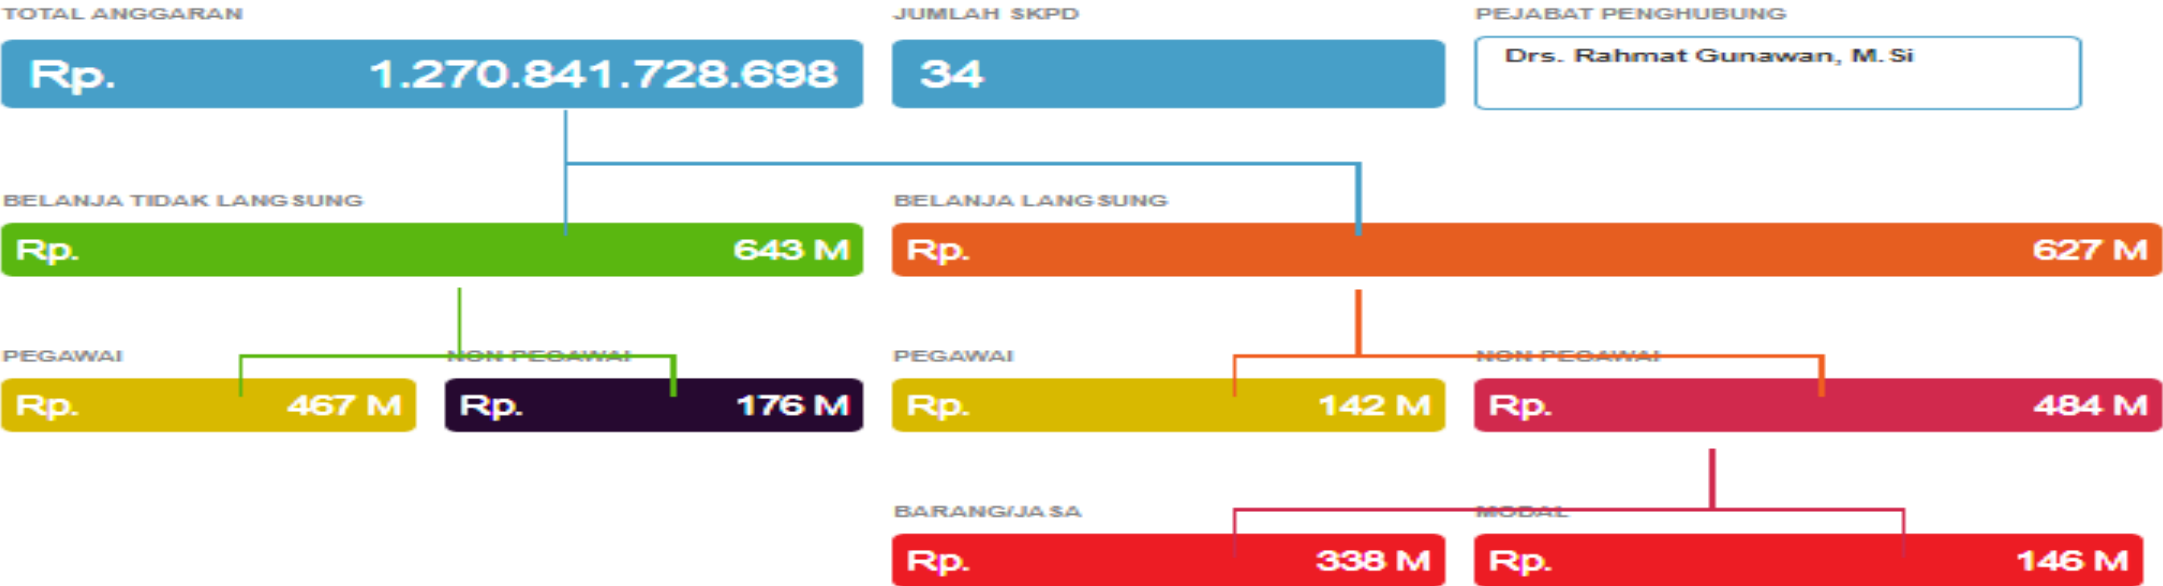 TOTAL ANGGARAN
JUMLAH SKPD
PEJABAT PENGHUBUNG
Rp. 1.270.841.728.698
34
Drs. Rahmat Gunawan, M.Si
BELANJA TIDAK LANGSUNG
BELANJA LANGSUNG
Rp. 643 M
Rp. 627 M
PEGAWAI
NON PEGAWAI
PEGAWAI
NON PEGAWAI
Rp. 467 M
Rp. 176 M
Rp. 142 M
Rp. 484 M
BARANG/JASA
MODAL
Rp. 338 M
Rp. 146 M